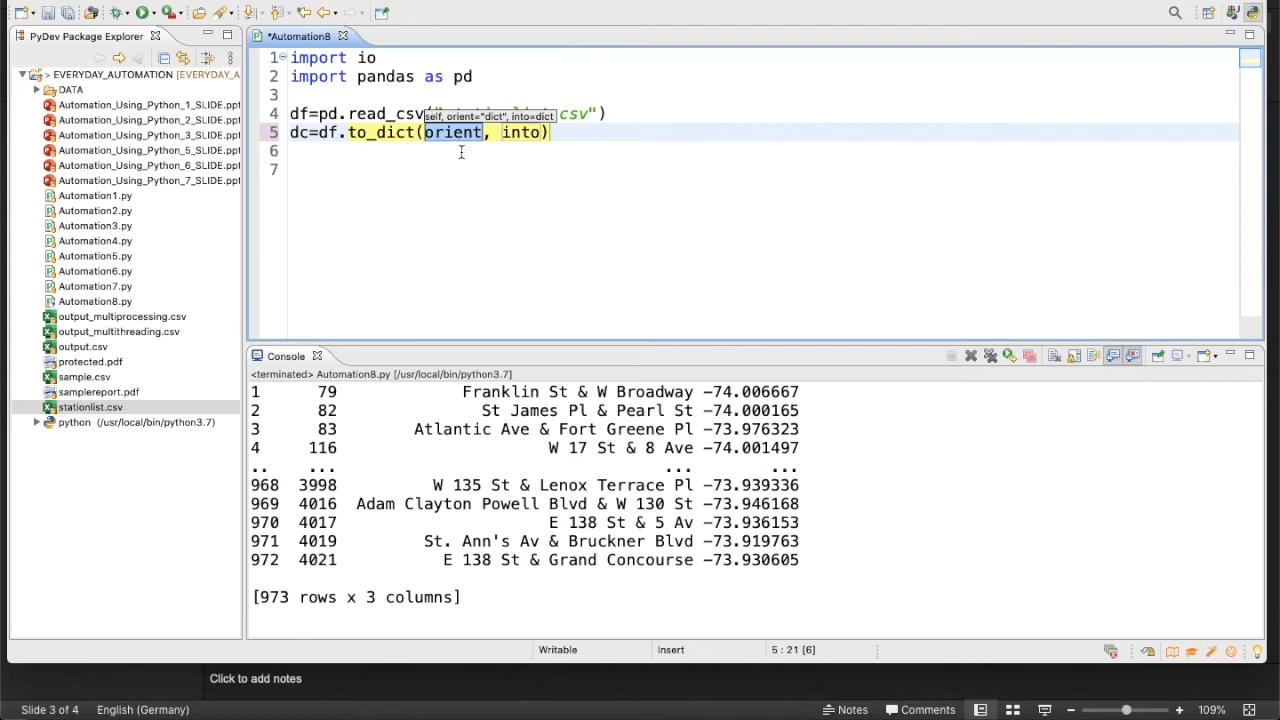 PyDev Package Explorer
*Automation8
EVERYDAY_AUTOMATION [EVERYDAY_A
DATA
Automation_Using_Python_1_SLIDE.ppt
Automation_Using_Python_2_SLIDE.ppt
Automation_Using_Python_3_SLIDE.ppt
Automation_Using_Python_5_SLIDE.ppt
Automation_Using_Python_6_SLIDE.ppt
Automation_Using_Python_7_SLIDE.ppt
Automation1.py
Automation2.py
Automation3.py
Automation4.py
Automation5.py
Automation6.py
Automation7.py
Automation8.py
output_multiprocessing.csv
output_multithreading.csv
output.csv
protected.pdf
sample.csv
samplereport.pdf
stationlist.csv
python (/usr/local/bin/python3.7)
1 import io
2 import pandas as pd
3
4 df=pd.read_csv csv")
self, orient="dict", into=dict
5 dc=df.to_dict(orient, into)
6
7
Console
<terminated> Automation8.py [/usr/local/bin/python3.7]
1 79 Franklin St & W Broadway -74.006667
2 82 St James Pl & Pearl St -74.000165
3 83 Atlantic Ave & Fort Greene Pl -73.976323
4 116 W 17 St & 8 Ave -74.001497
.. ... ... ...
968 3998 W 135 St & Lenox Terrace Pl -73.939336
969 4016 Adam Clayton Powell Blvd & W 130 St -73.946168
970 4017 E 138 St & 5 Av -73.936153
971 4019 St. Ann's Av & Bruckner Blvd -73.919763
972 4021 E 138 St & Grand Concourse -73.930605
[973 rows x 3 columns]
Writable Insert 5 : 21 [6]
Click to add notes
Slide 3 of 4 English (Germany) Notes Comments 109%